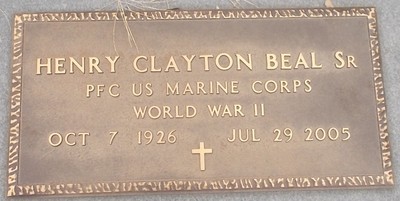 HENRY CLAYTON BEAL SR
PFC US MARINE CORPS
WORLD WAR II
OCT 7 1926 JUL 29 2005